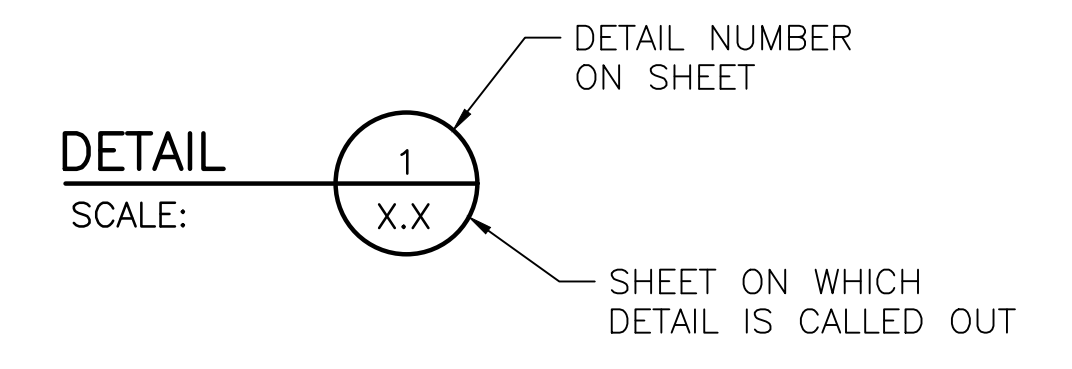 DETAIL NUMBER
ON SHEET
DETAIL
1
SCALE:
X.X
SHEET ON WHICH
DETAIL IS CALLED OUT